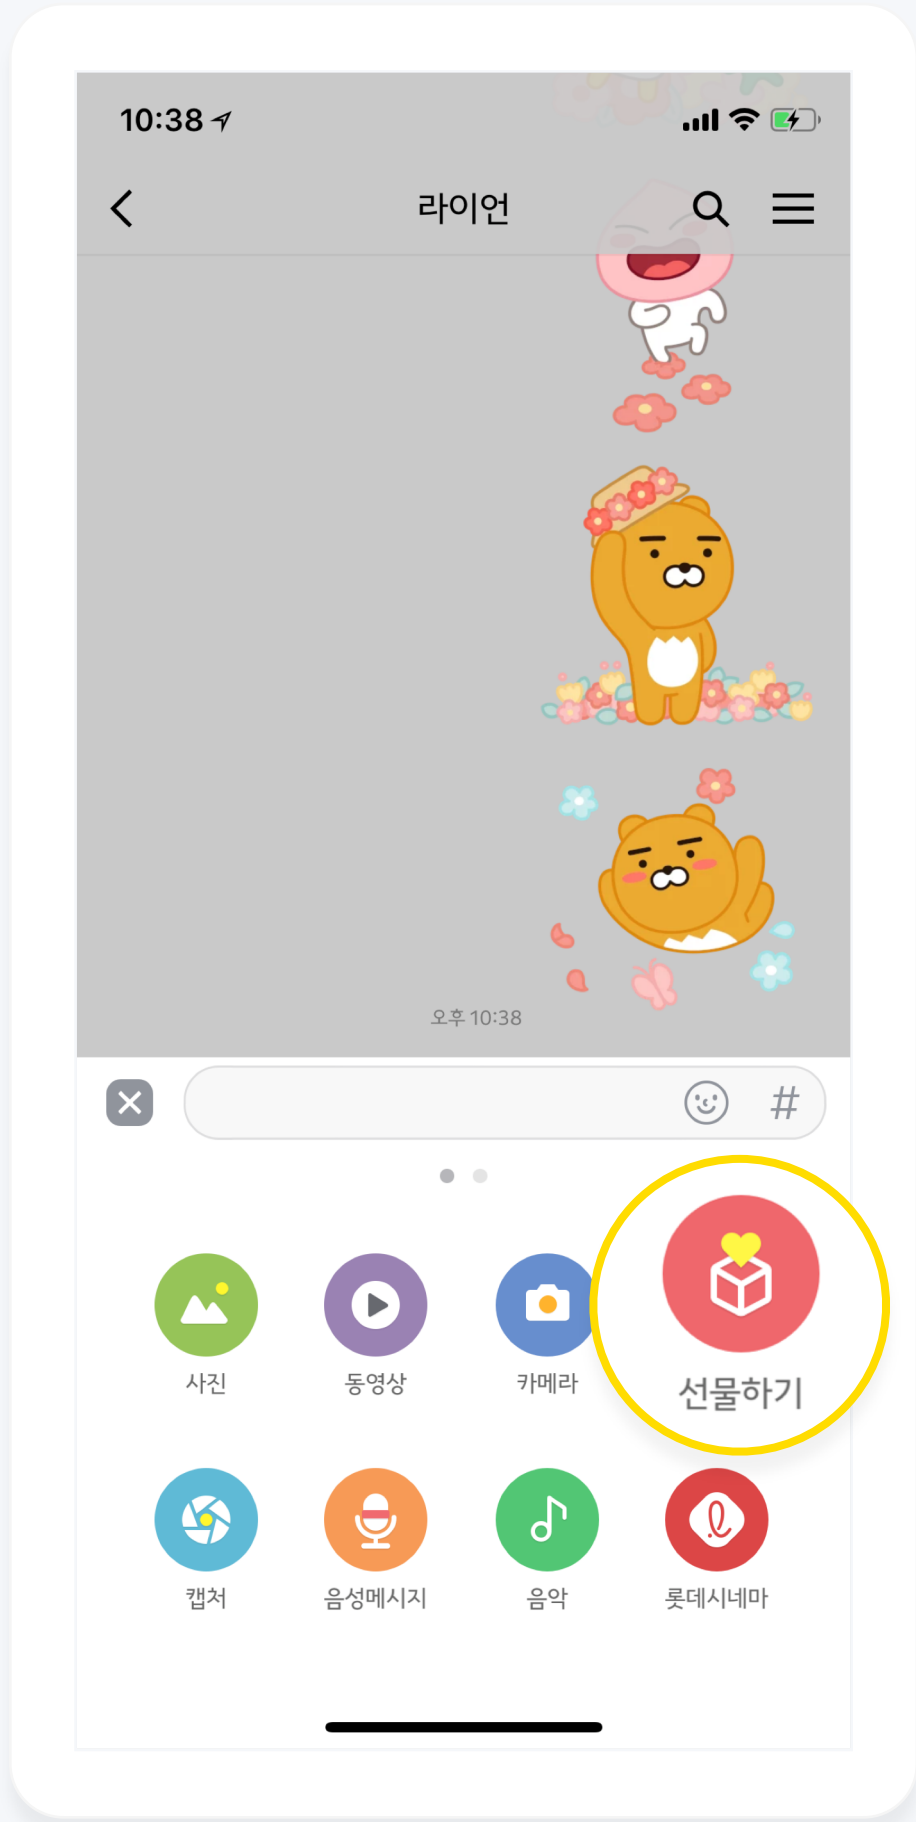 10:38
라이언
오후 10:38
#
사진 동영상 카메라 선물하기
캡처 음성메시지 음악 롯데시네마